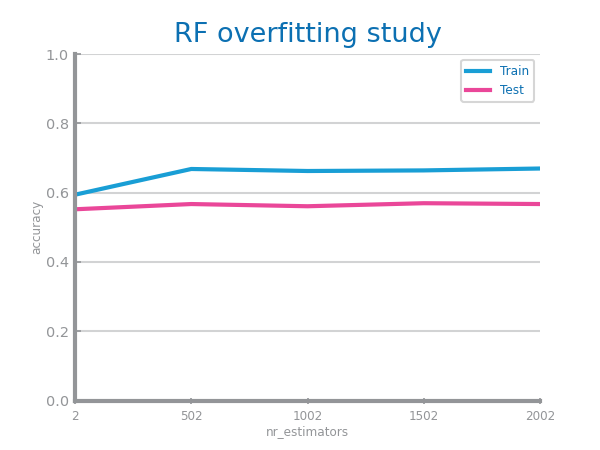 RF overfitting study
1.0
Train
Test
0.8
0.6
accuracy
0.4
0.2
0.0
2 502 1002 1502 2002
nr_estimators